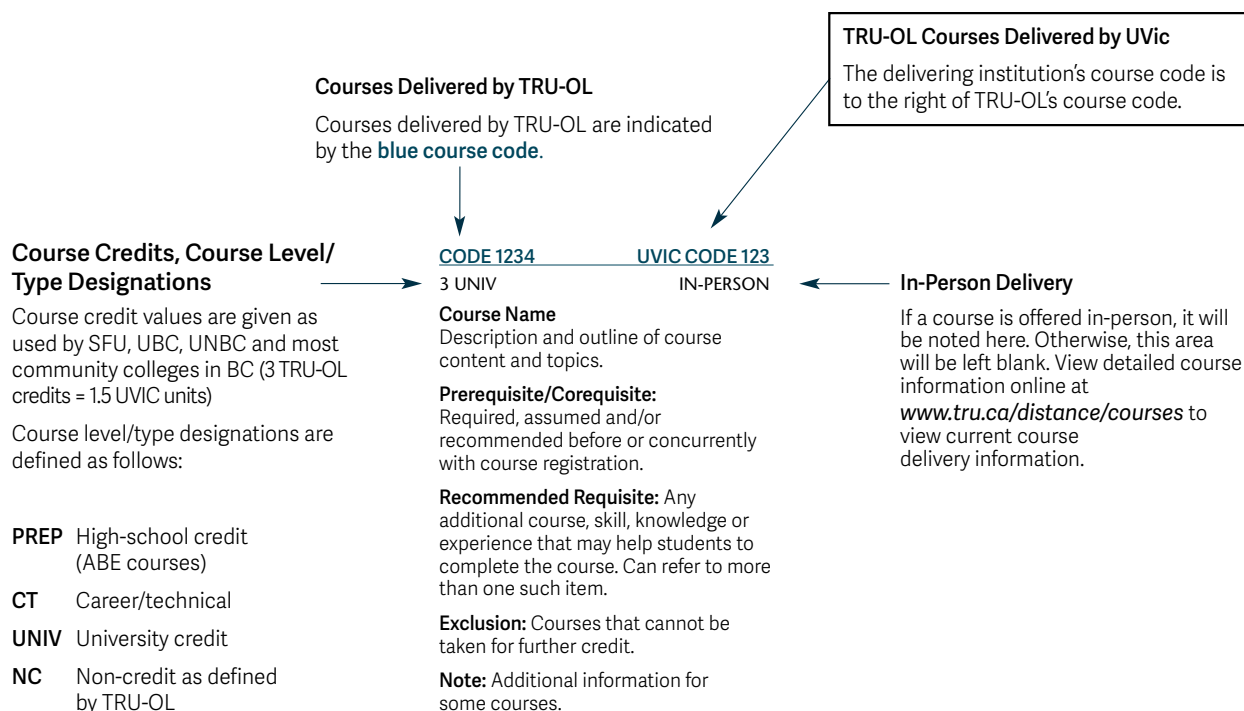 TRU-OL Courses Delivered by UVic
The delivering institution’s course code is
to the right of TRU-OL’s course code.
Courses Delivered by TRU-OL
Courses delivered by TRU-OL are indicated
by the blue course code.
Course Credits, Course Level/
Type Designations
Course credit values are given as
used by SFU, UBC, UNBC and most
community colleges in BC (3 TRU-OL
credits = 1.5 UVIC units)
Course level/type designations are
defined as follows:
PREP High-school credit
(ABE courses)
CT Career/technical
UNIV University credit
NC Non-credit as defined
by TRU-OL
CODE 1234 UVIC CODE 123
3 UNIV IN-PERSON
Course Name
Description and outline of course
content and topics.
Prerequisite/Corequisite:
Required, assumed and/or
recommended before or concurrently
with course registration.
Recommended Requisite: Any
additional course, skill, knowledge or
experience that may help students to
complete the course. Can refer to more
than one such item.
Exclusion: Courses that cannot be
taken for further credit.
Note: Additional information for
some courses.
In-Person Delivery
If a course is offered in-person, it will
be noted here. Otherwise, this area
will be left blank. View detailed course
information online at
www.tru.ca/distance/courses to
view current course
delivery information.